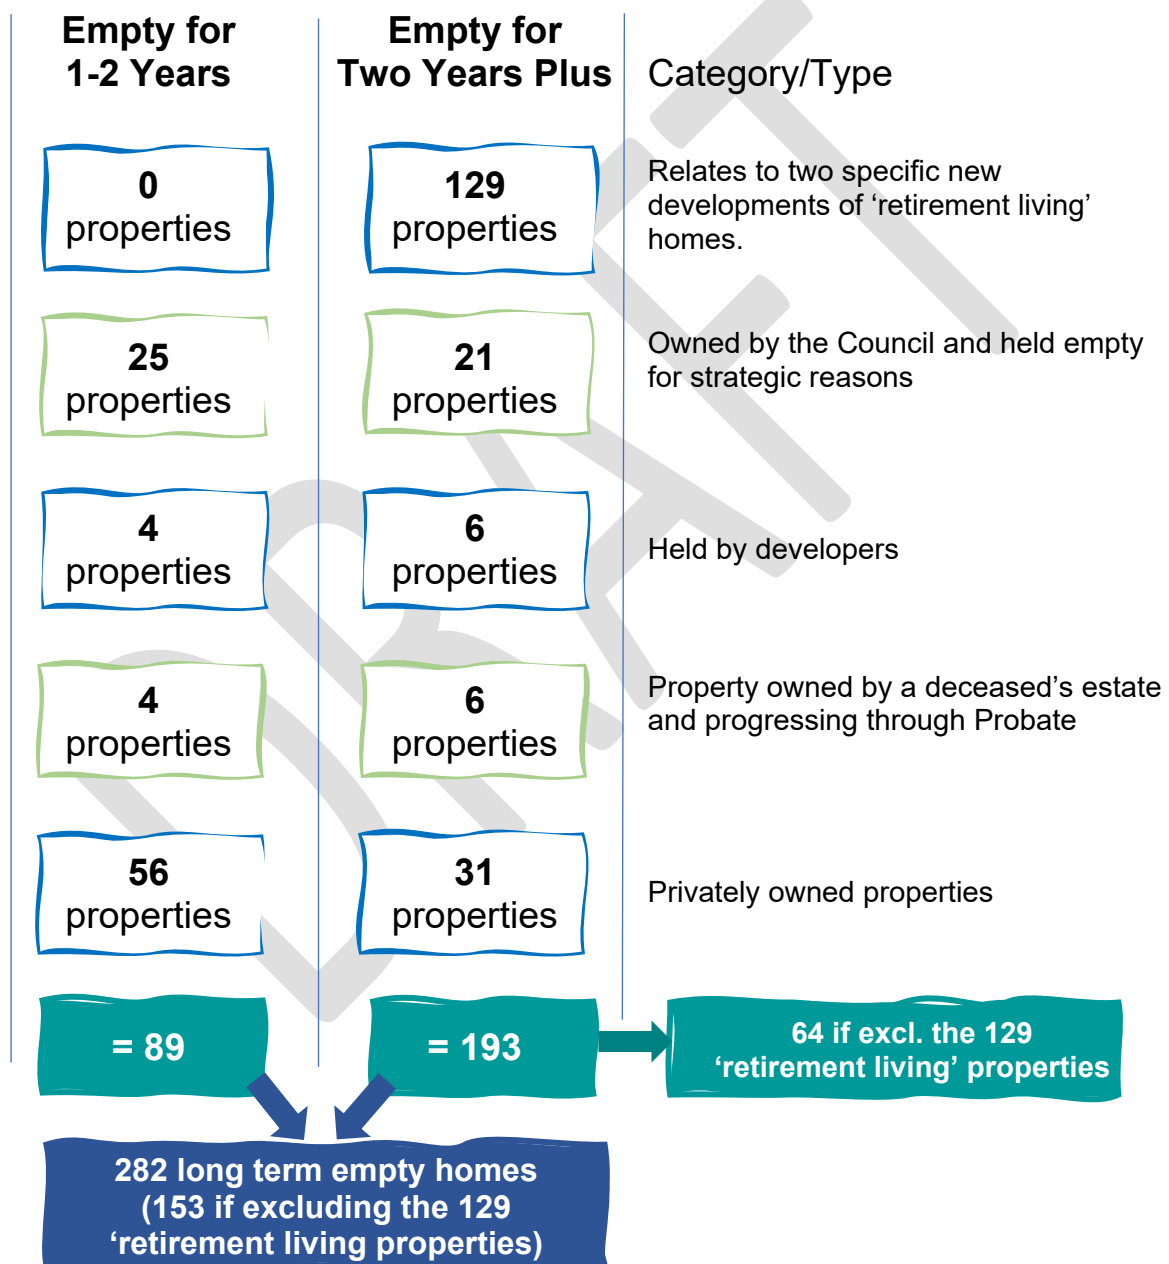 Empty for
1-2 Years
Empty for
Two Years Plus
Category/Type
0
properties
129
properties
Relates to two specific new
developments of ‘retirement living’
homes.
25
properties
21
properties
Owned by the Council and held empty
for strategic reasons
4
properties
6
properties
Held by developers
4
properties
6
properties
Property owned by a deceased’s estate
and progressing through Probate
56
properties
31
properties
Privately owned properties
= 89
= 193
64 if excl. the 129
‘retirement living’ properties
282 long term empty homes
(153 if excluding the 129
‘retirement living properties)
DRAFT